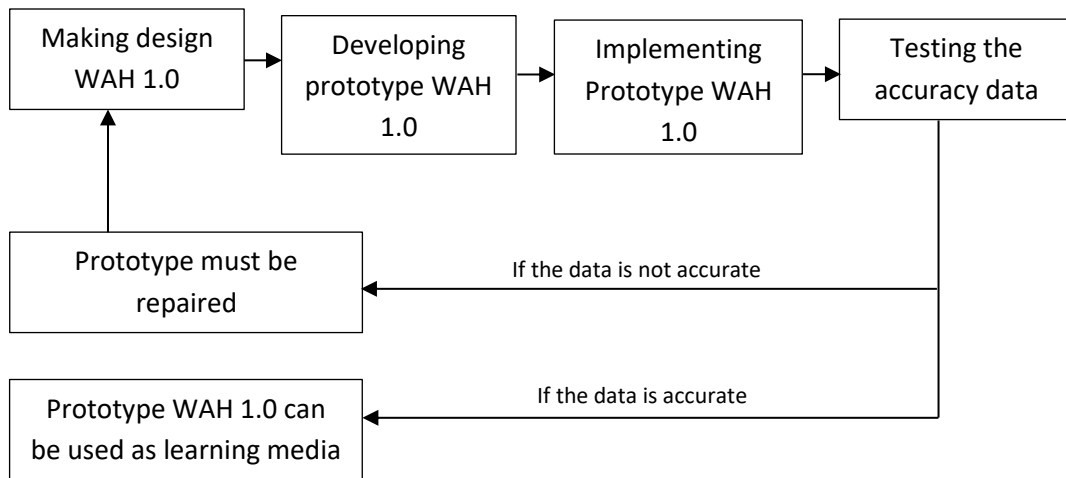 Making design
WAH 1.0
Developing
prototype WAH
1.0
Implementing
Prototype WAH
1.0
Testing the
accuracy data
Prototype must be
repaired
If the data is not accurate
Prototype WAH 1.0 can
be used as learning media
If the data is accurate